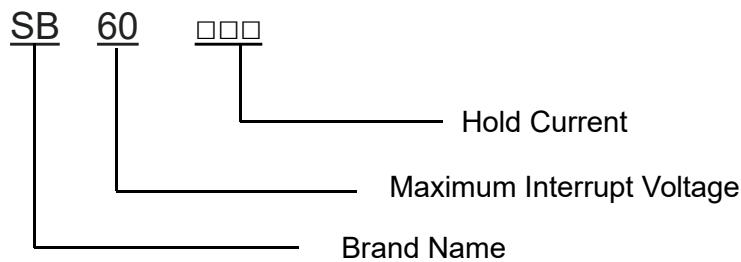 SB 60 □□□
Hold Current
Maximum Interrupt Voltage
Brand Name